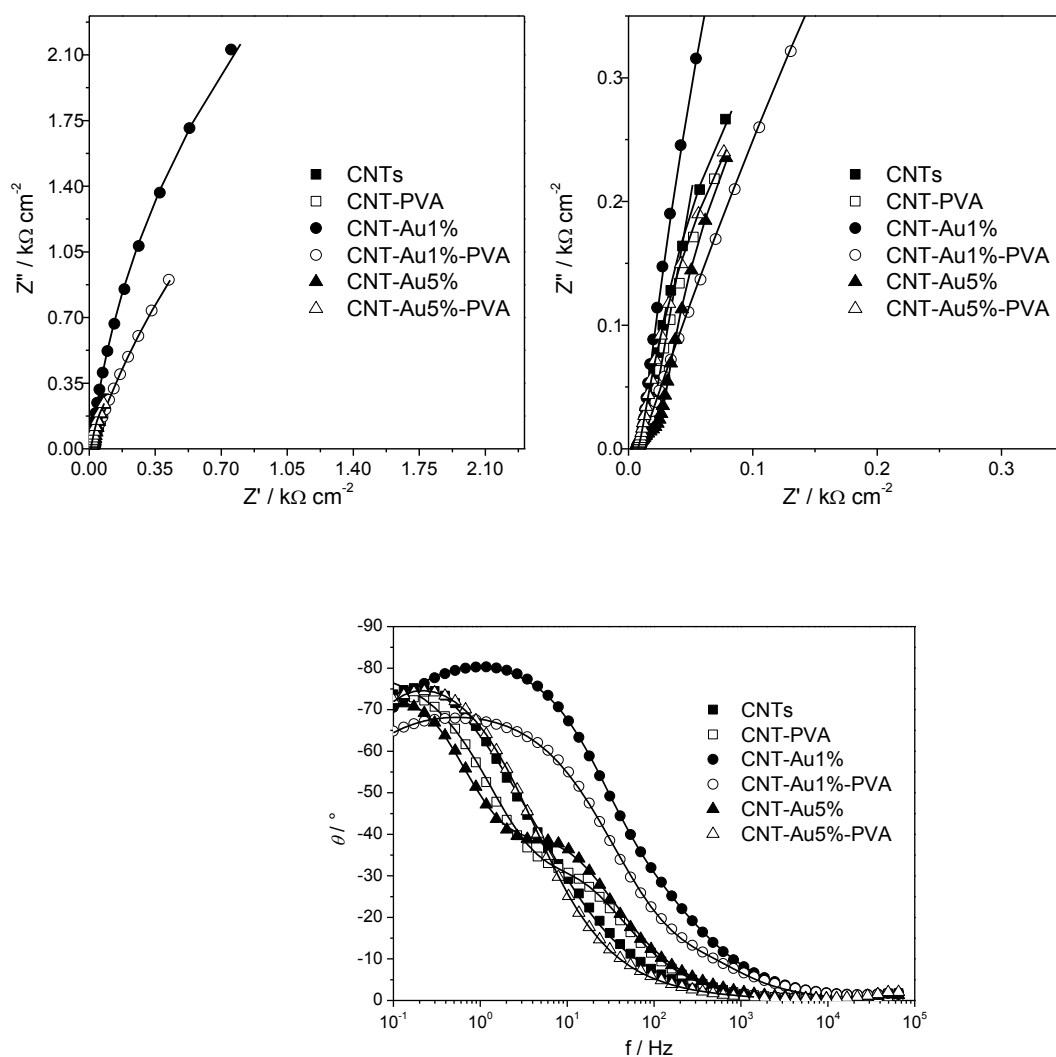 2.10
1.75
1.40
1.05
0.70
0.35
0.00
Z'' / kΩ cm-2
0.00 0.35 0.70 1.05 1.40 1.75 2.10
Z' / kΩ cm-2
CNTs
CNT-PVA
CNT-Au1%
CNT-Au1%-PVA
CNT-Au5%
CNT-Au5%-PVA
0.3
0.2
0.1
0.0
Z'' / kΩ cm-2
0.0 0.1 0.2 0.3
Z' / kΩ cm-2
CNTs
CNT-PVA
CNT-Au1%
CNT-Au1%-PVA
CNT-Au5%
CNT-Au5%-PVA
-90
-80
-70
-60
-50
-40
-30
-20
-10
0
θ / °
10-1 100 101 102 103 104 105
f / Hz
CNTs
CNT-PVA
CNT-Au1%
CNT-Au1%-PVA
CNT-Au5%
CNT-Au5%-PVA